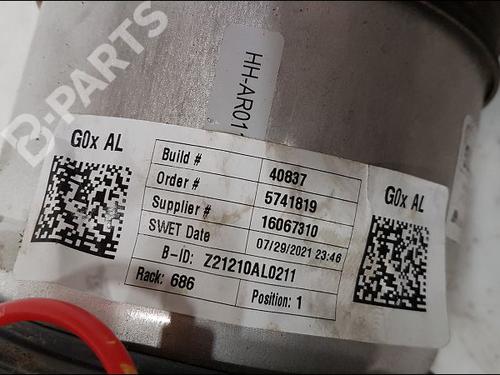 B-PARTS
HH-AR01
G0x AL
Build # 40837
Order # 5741819
Supplier # 16067310
SWET Date 07/29/2021 23:46
B-ID: Z21210AL0211
Rack: 686 Position: 1
G0x AL